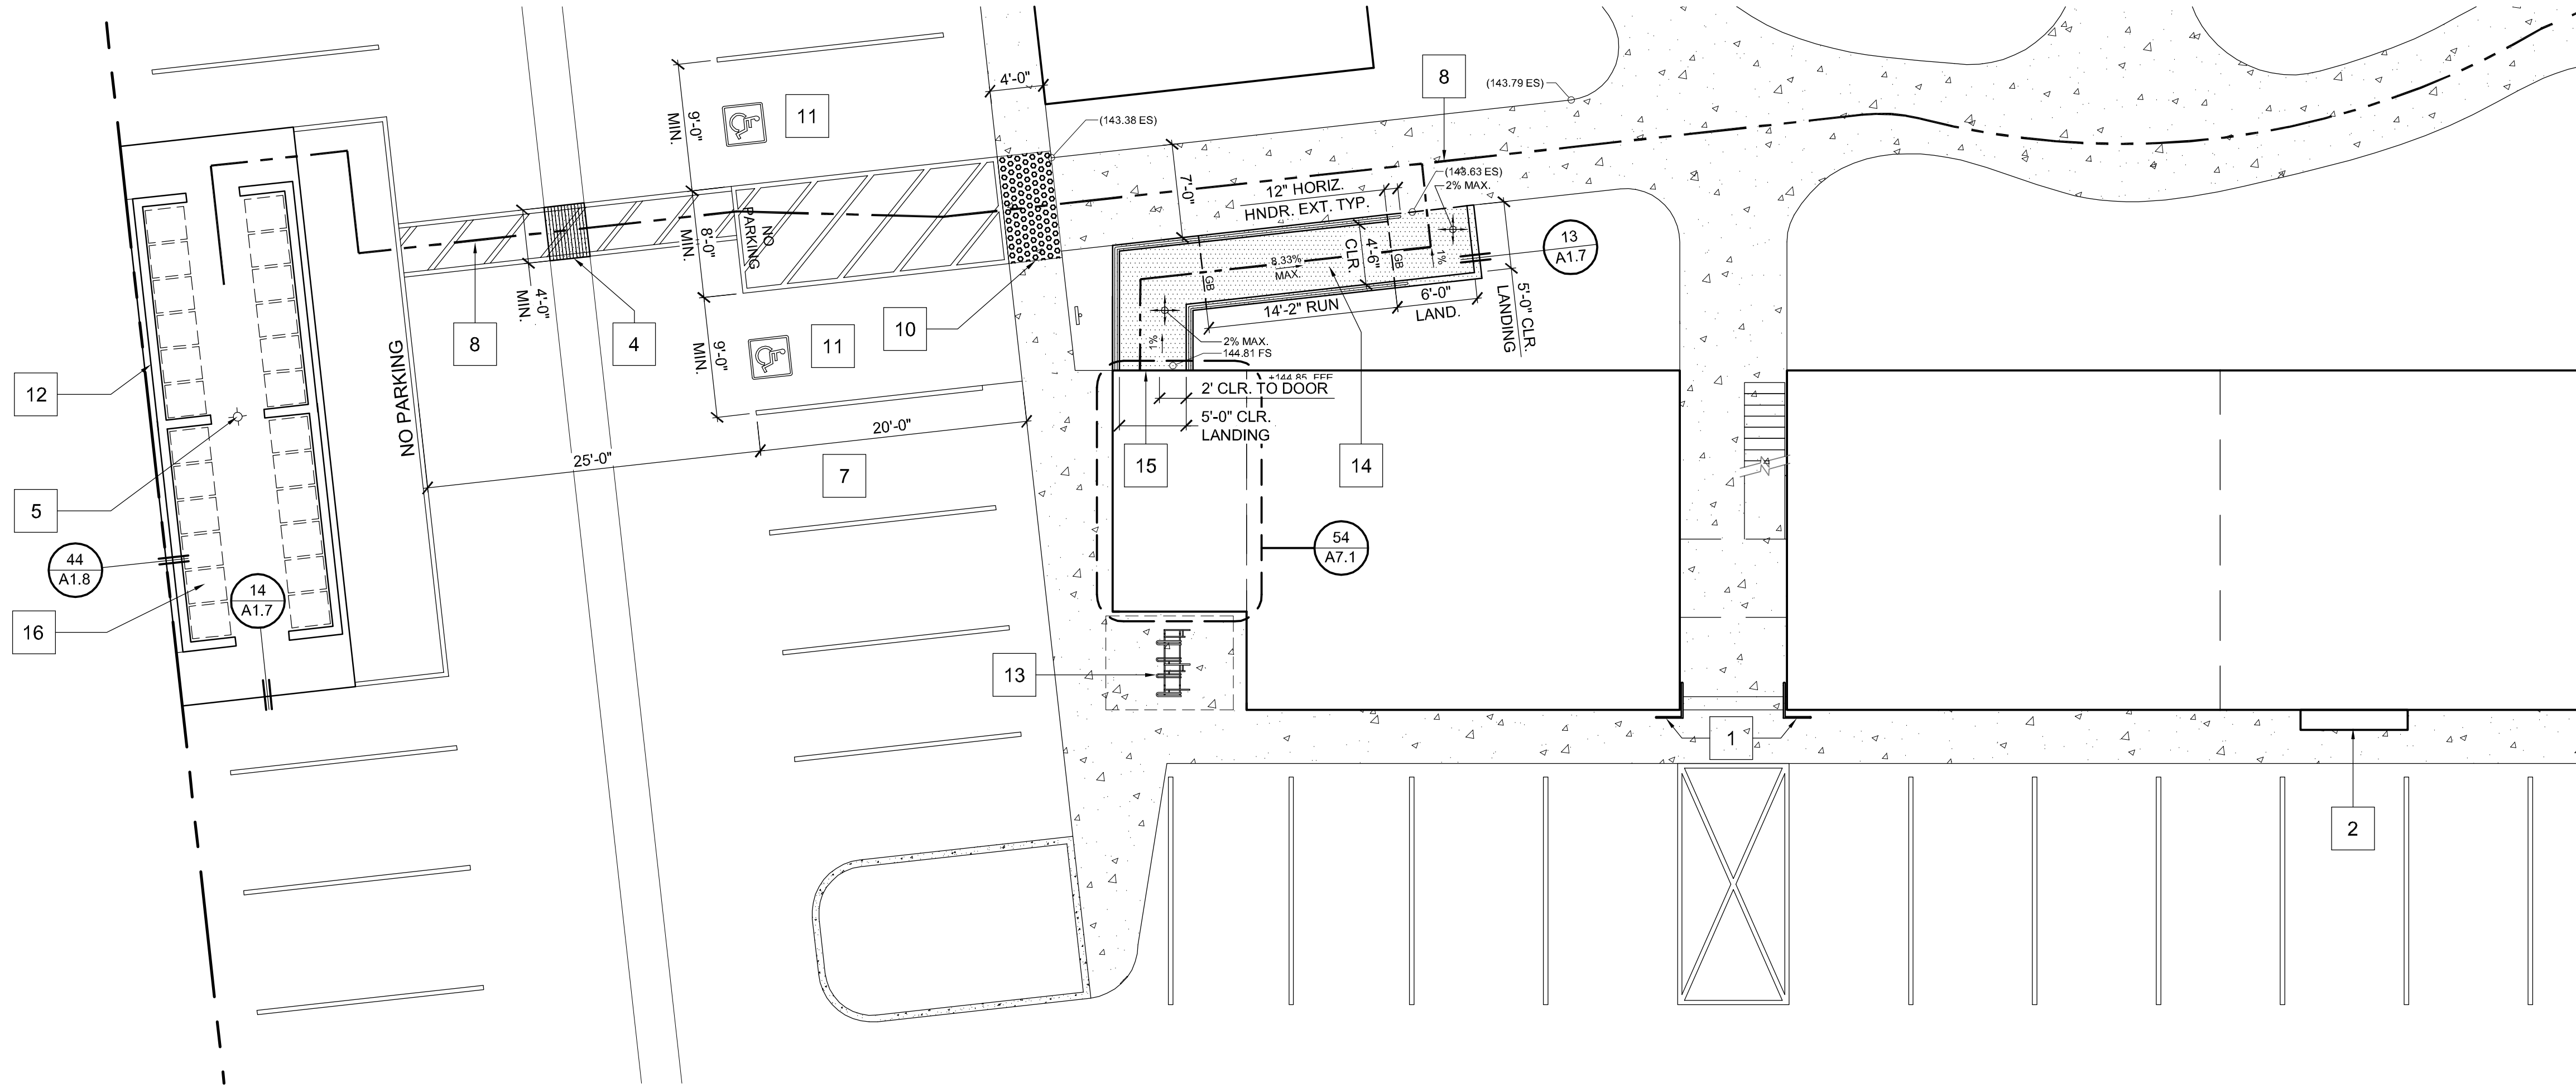 4'-0"
8
(143.79 ES)
11
9'-0"
MIN.
(143.38 ES)
7'-0"
12" HORIZ.
HNDR. EXT. TYP.
(143.63 ES)
2% MAX.
13
A1.7
NO
PARKING
8'-0"
MIN.
4'-0"
MIN.
8
4
10
11
9'-0"
MIN.
GB
8.33%
MAX.
4'-6"
CLR.
GB
1%
14'-2" RUN
6'-0"
LAND.
5'-0" CLR.
LANDING
1%
2% MAX.
144.81 FS
2' CLR. TO DOOR
5'-0" CLR.
LANDING
NO PARKING
12
20'-0"
25'-0"
7
15
14
5
44
A1.8
14
A1.7
16
54
A7.1
13
1
2